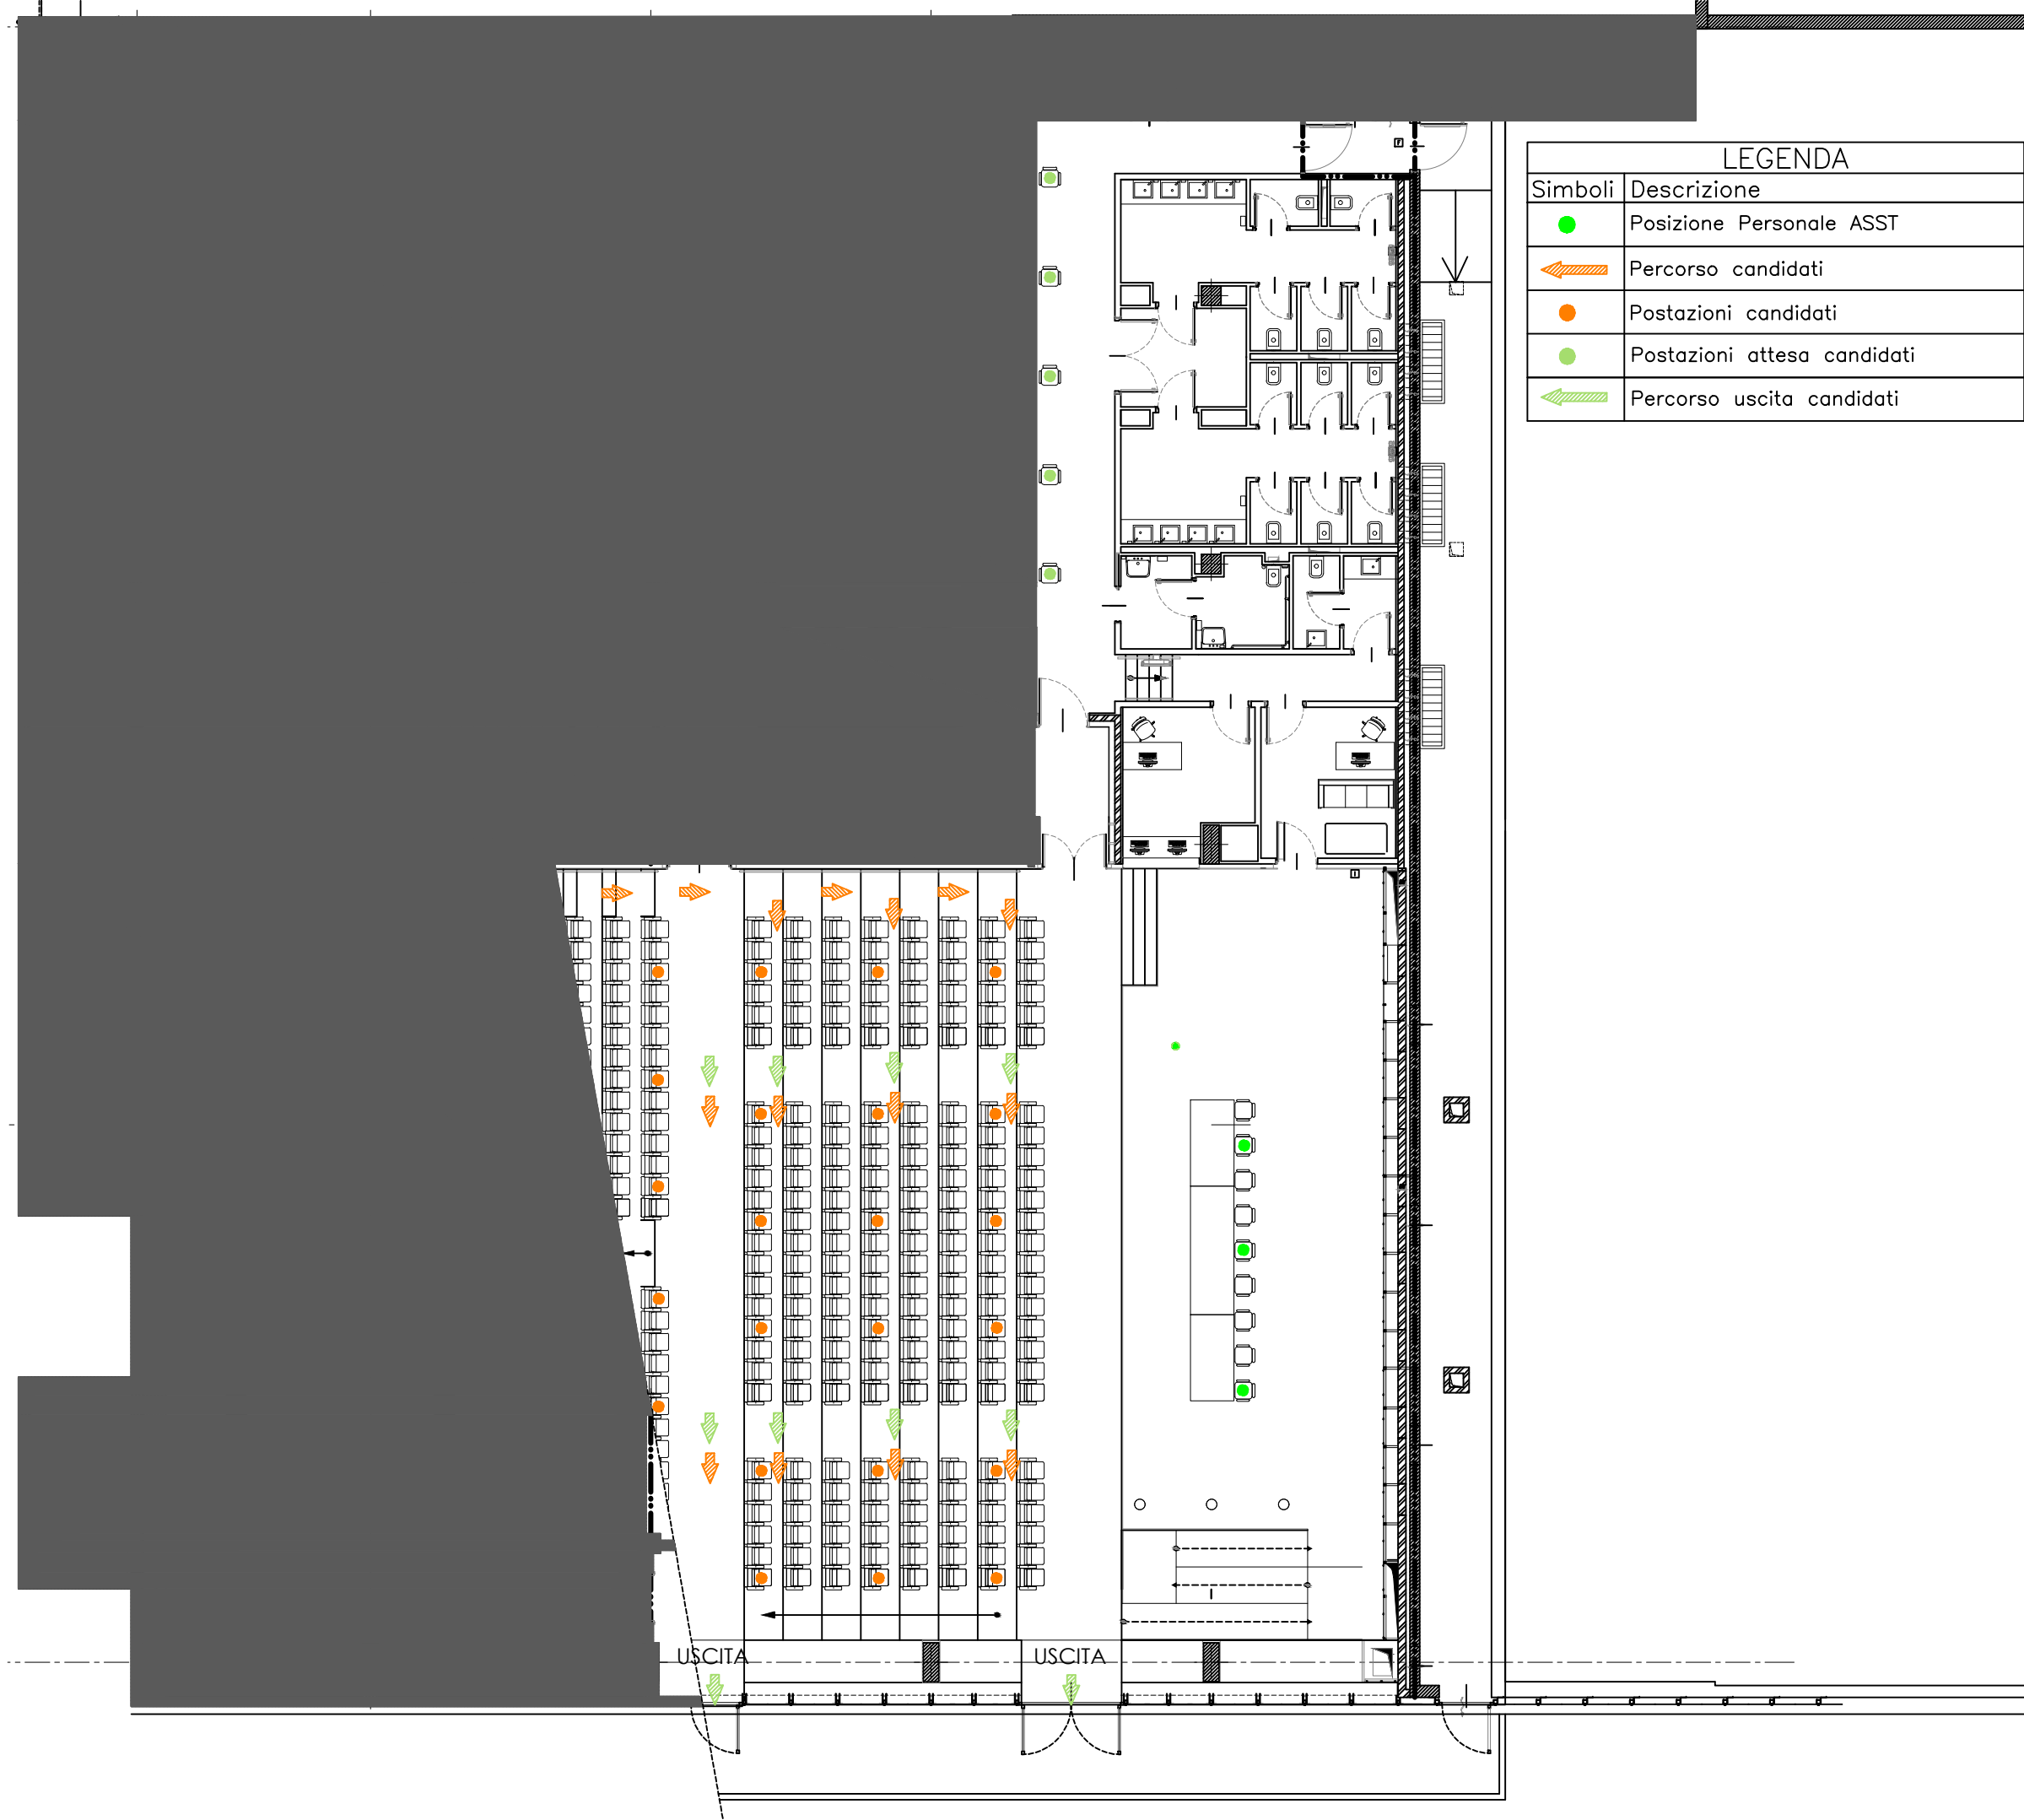 LEGENDA
Simboli Descrizione
Posizione Personale ASST
Percorso candidati
Postazioni candidati
Postazioni attesa candidati
Percorso uscita candidati
USCITA USCITA